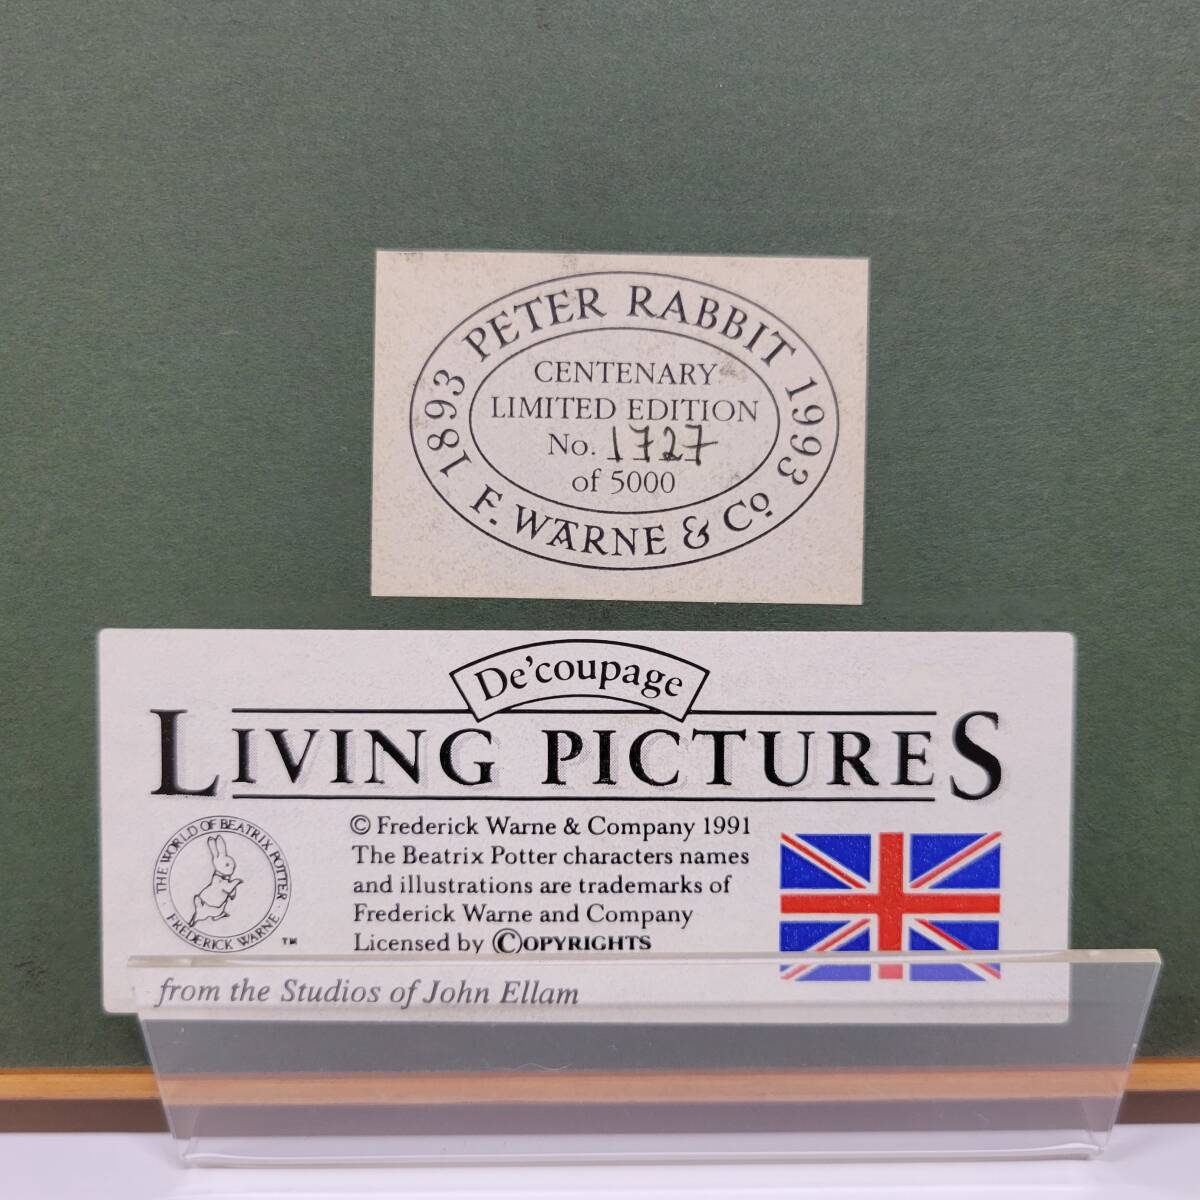 1893 PETER RABBIT 1993
CENTENARY
LIMITED EDITION
No. 1727
of 5000
F. WARNE & Co
De'coupage
LIVING PICTURES
THE WORLD OF BEATRIX POTTER
FREDERICK WARNE
TM
© Frederick Warne & Company 1991
The Beatrix Potter characters names
and illustrations are trademarks of
Frederick Warne and Company
Licensed by ©OPYRIGHTS
from the Studios of John Ellam